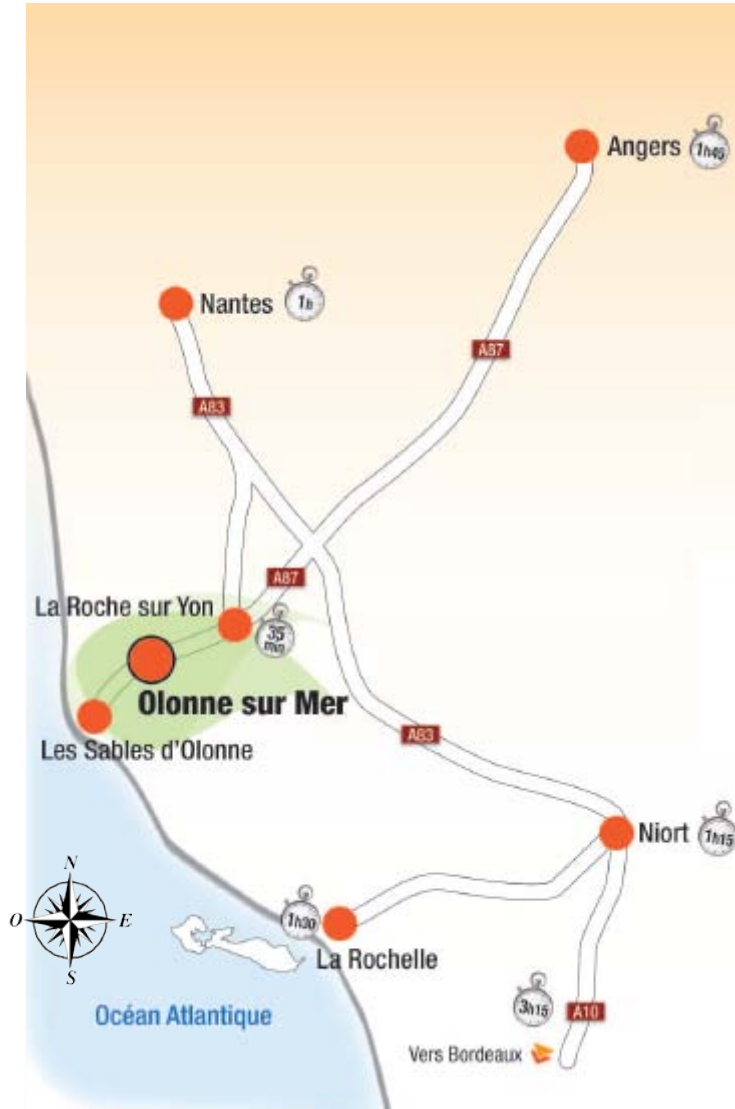 Angers
1h45
Nantes
1h
A87
A83
A87
La Roche sur Yon
35
min
Olonne sur Mer
Les Sables d'Olonne
A83
Niort
1h15
N
O
E
S
1h30
La Rochelle
3h15
A10
Océan Atlantique
Vers Bordeaux